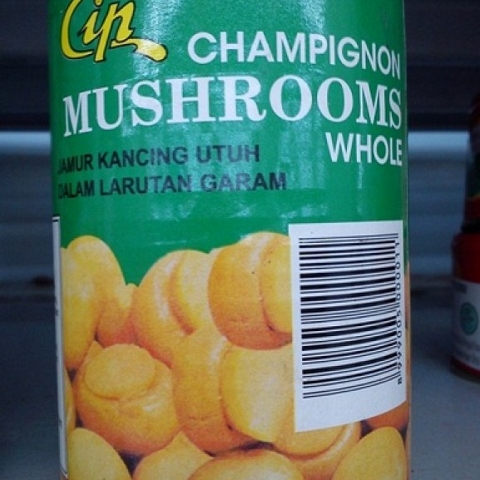 Cip
CHAMPIGNON
MUSHROOMS
WHOLE
JAMUR KANCING UTUH
DALAM LARUTAN GARAM